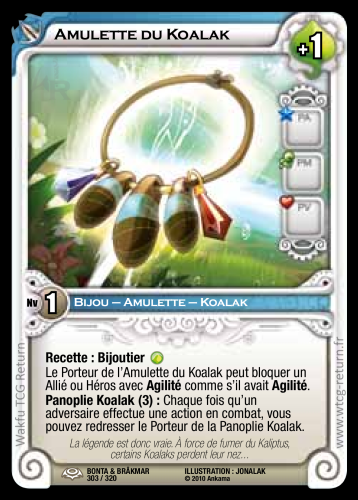 AMULETTE DU KOALAK
+1
PA
PM
PV
Nv 1
BIJOU – AMULETTE – KOALAK
Recette : Bijoutier
Le Porteur de l'Amulette du Koalak peut bloquer un
Allié ou Héros avec Agilité comme s'il avait Agilité.
Panoplie Koalak (3) : Chaque fois qu'un
adversaire effectue une action en combat, vous
pouvez redresser le Porteur de la Panoplie Koalak.
La légende est donc vraie. À force de fumer du Kaliptus,
certains Koalaks perdent leur nez...
BONTA & BRÂKMAR
ILLUSTRATION : JONALAK
303 / 320
© 2010 Ankama
Wakfu TCG Return
www.wtcg-return.fr